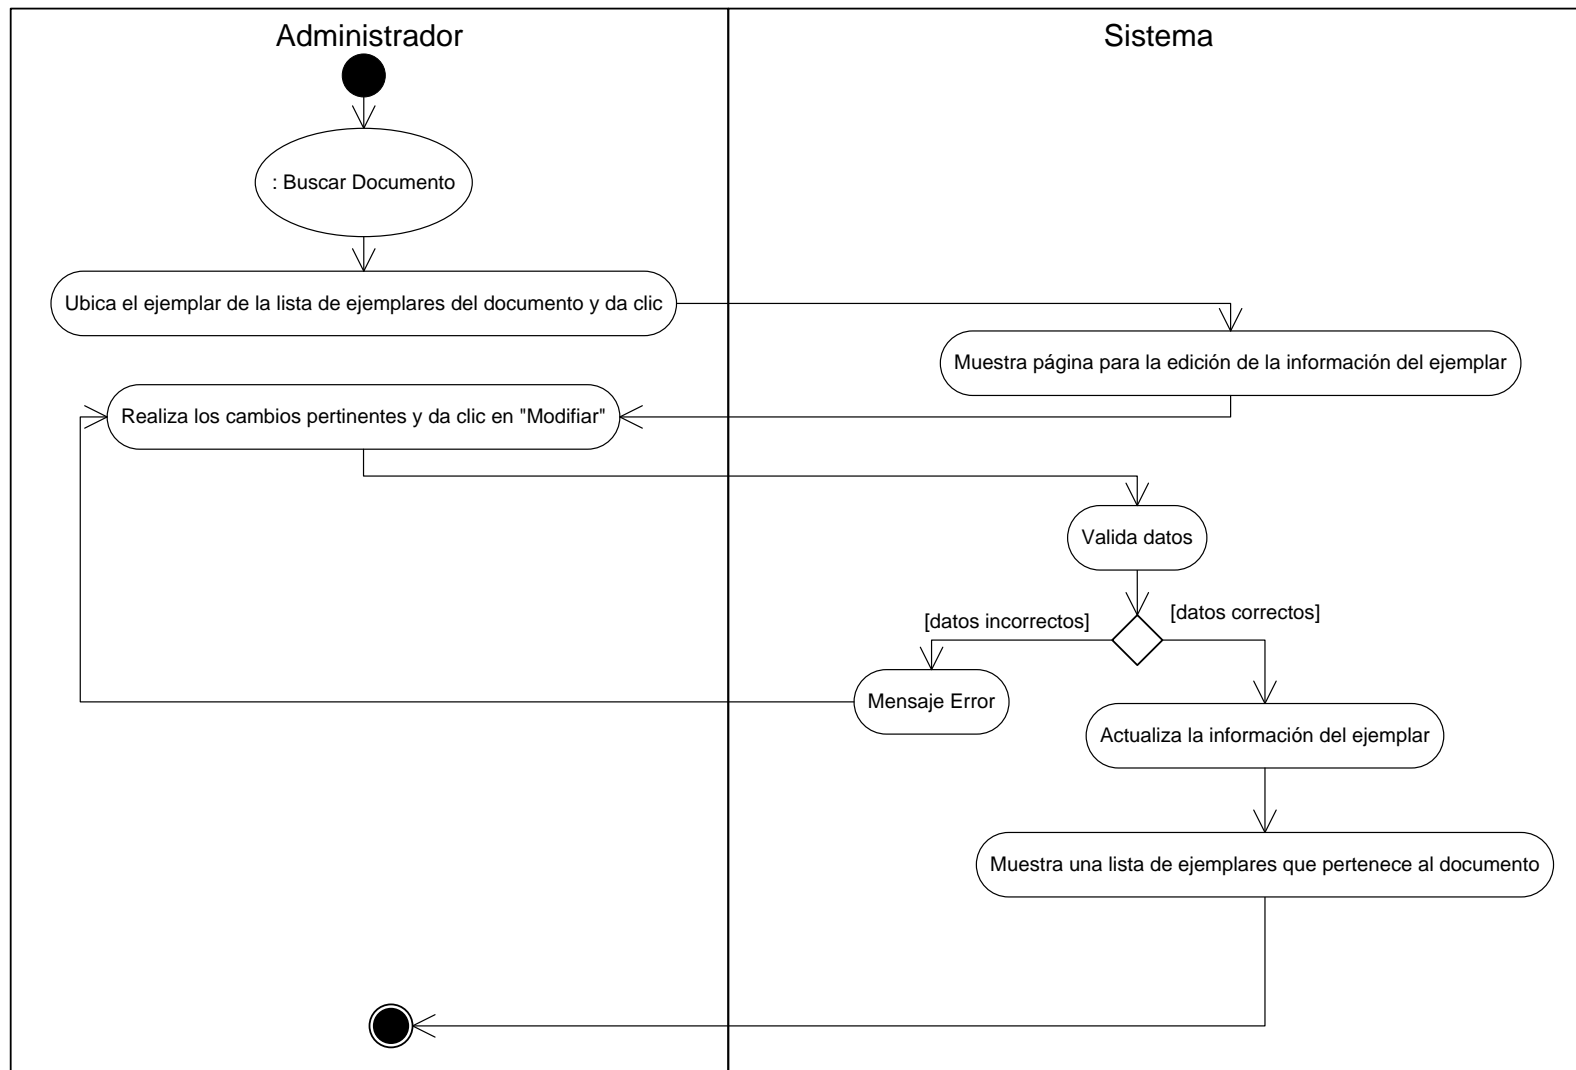 Administrador
Sistema
: Buscar Documento
Ubica el ejemplar de la lista de ejemplares del documento y da clic
Muestra página para la edición de la información del ejemplar
Realiza los cambios pertinentes y da clic en "Modifiar"
Valida datos
[datos incorrectos]
[datos correctos]
Mensaje Error
Actualiza la información del ejemplar
Muestra una lista de ejemplares que pertenece al documento